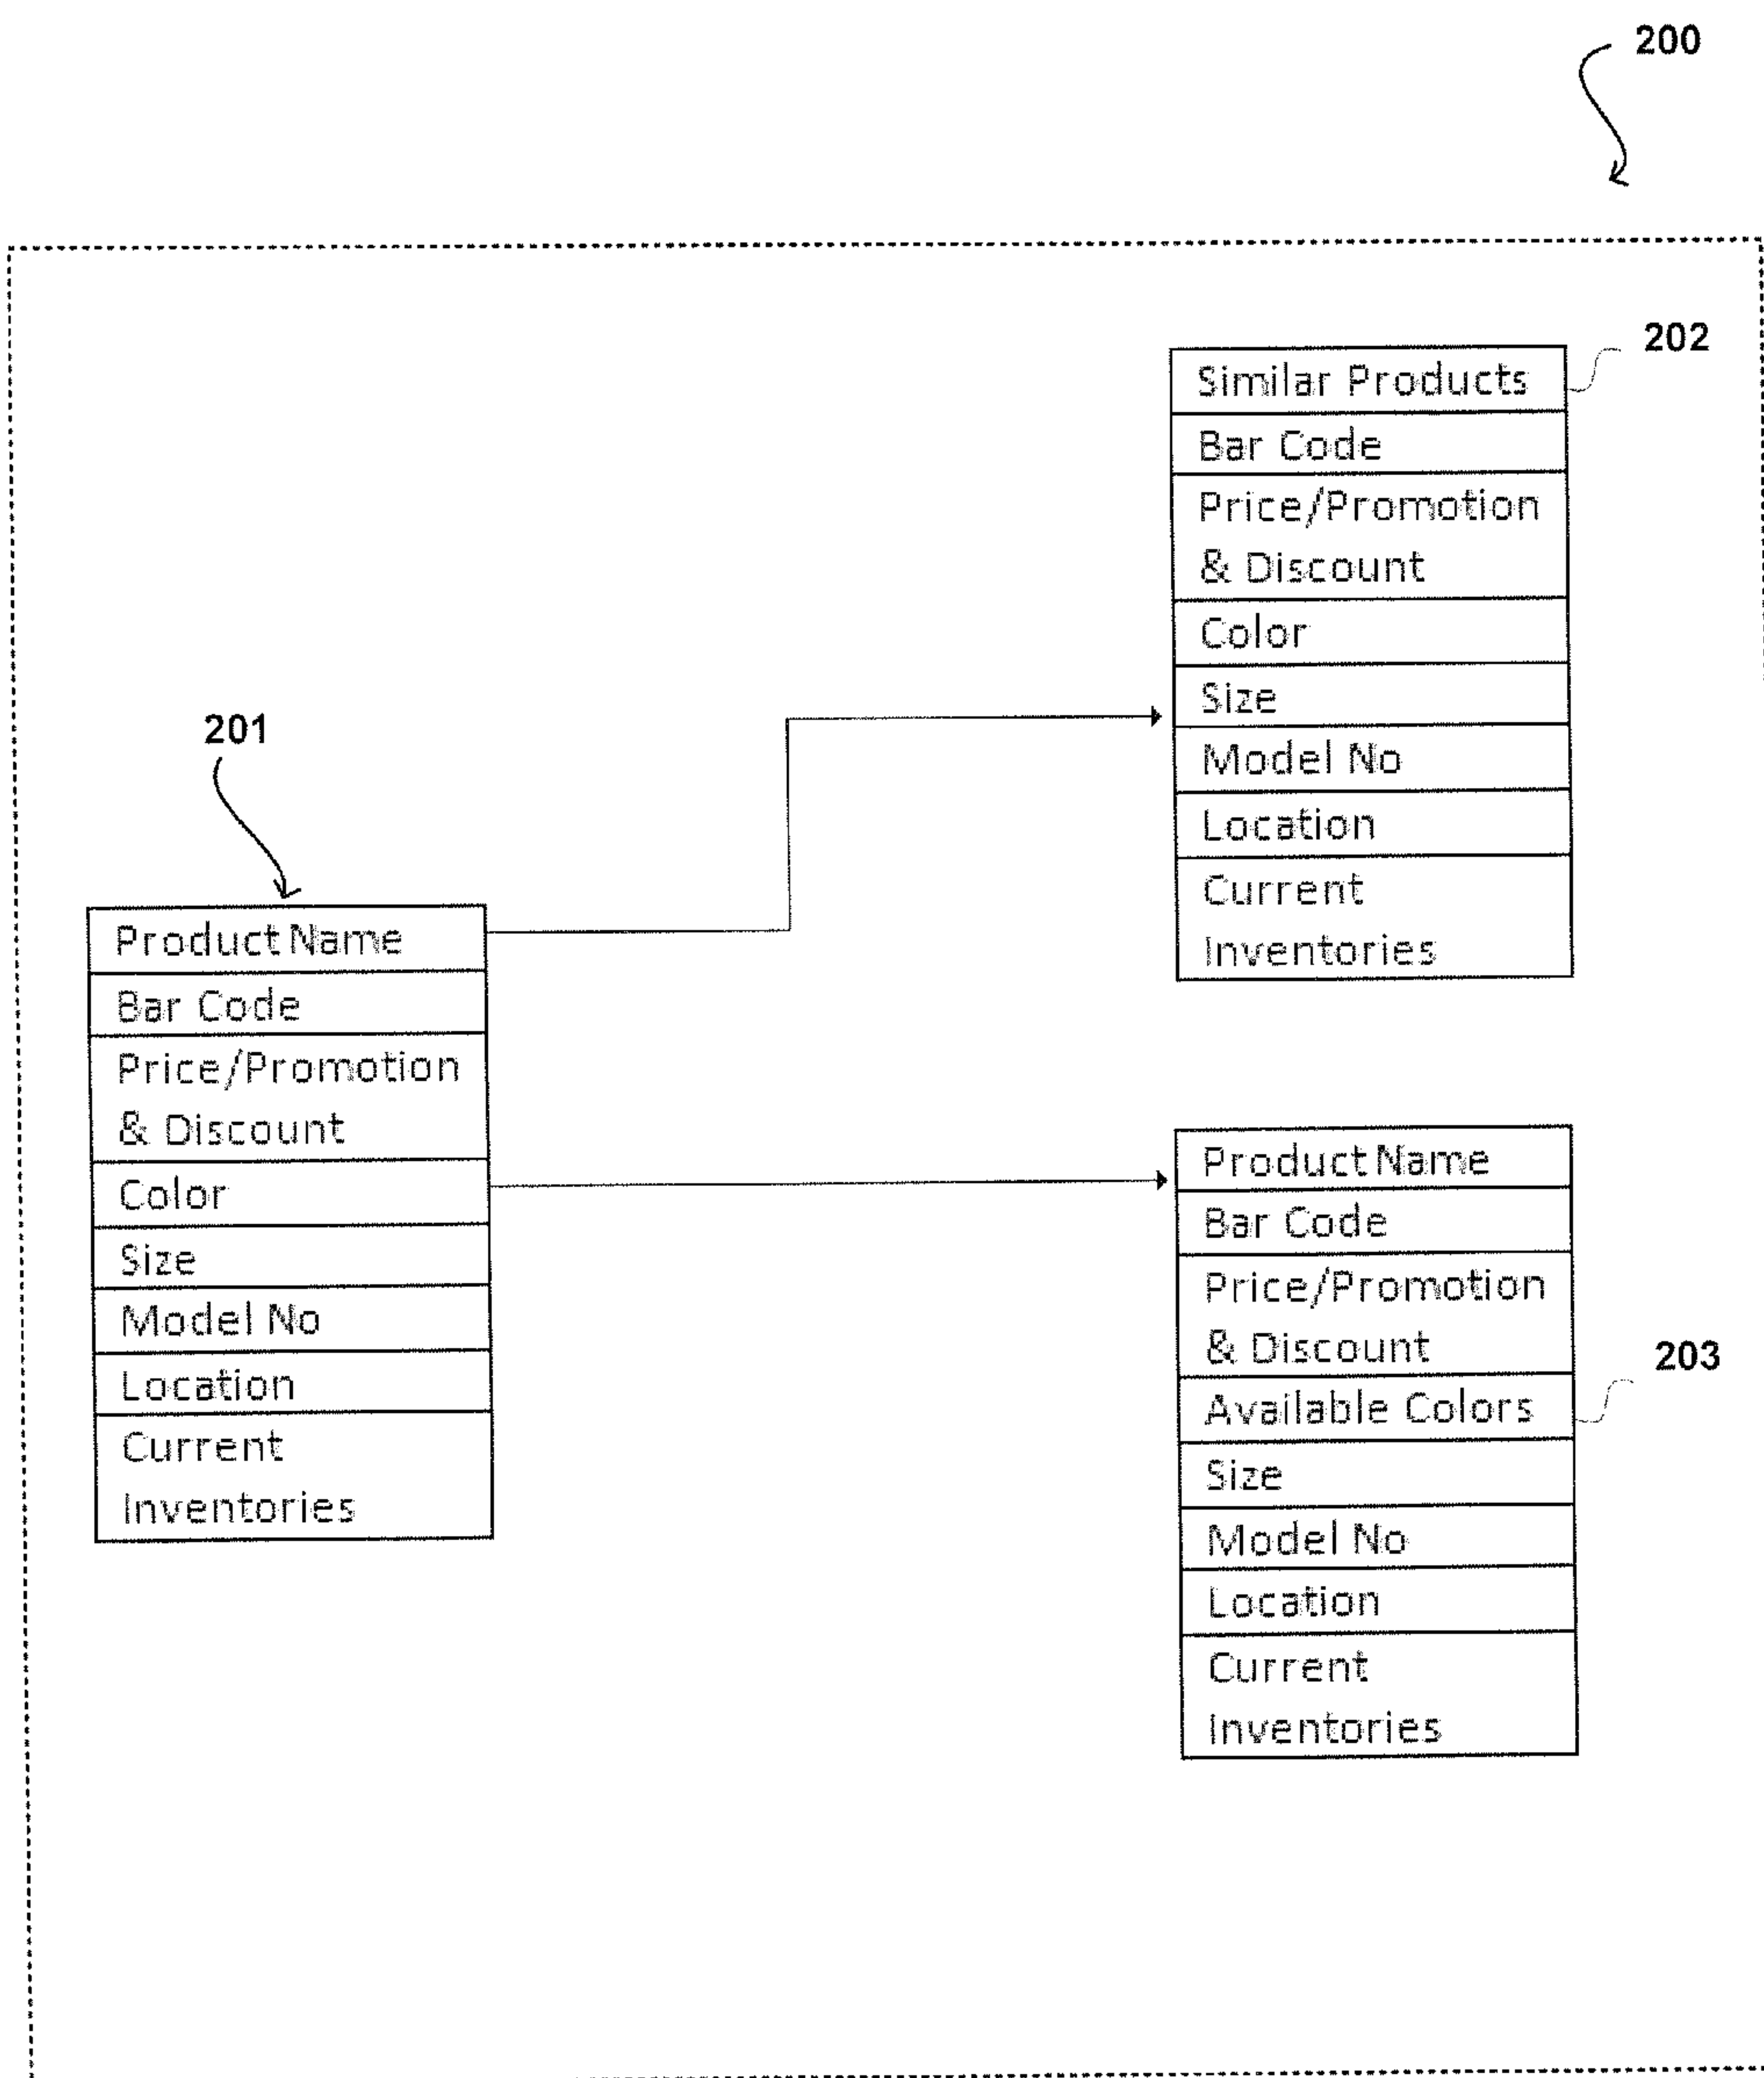 200
202
Similar Products
Bar Code
Price/Promotion
& Discount
Color
Size
Model No
Location
Current
Inventories
201
Product Name
Bar Code
Price/Promotion
& Discount
Color
Size
Model No
Location
Current
Inventories
Product Name
Bar Code
Price/Promotion
& Discount
203
Available Colors
Size
Model No
Location
Current
Inventories